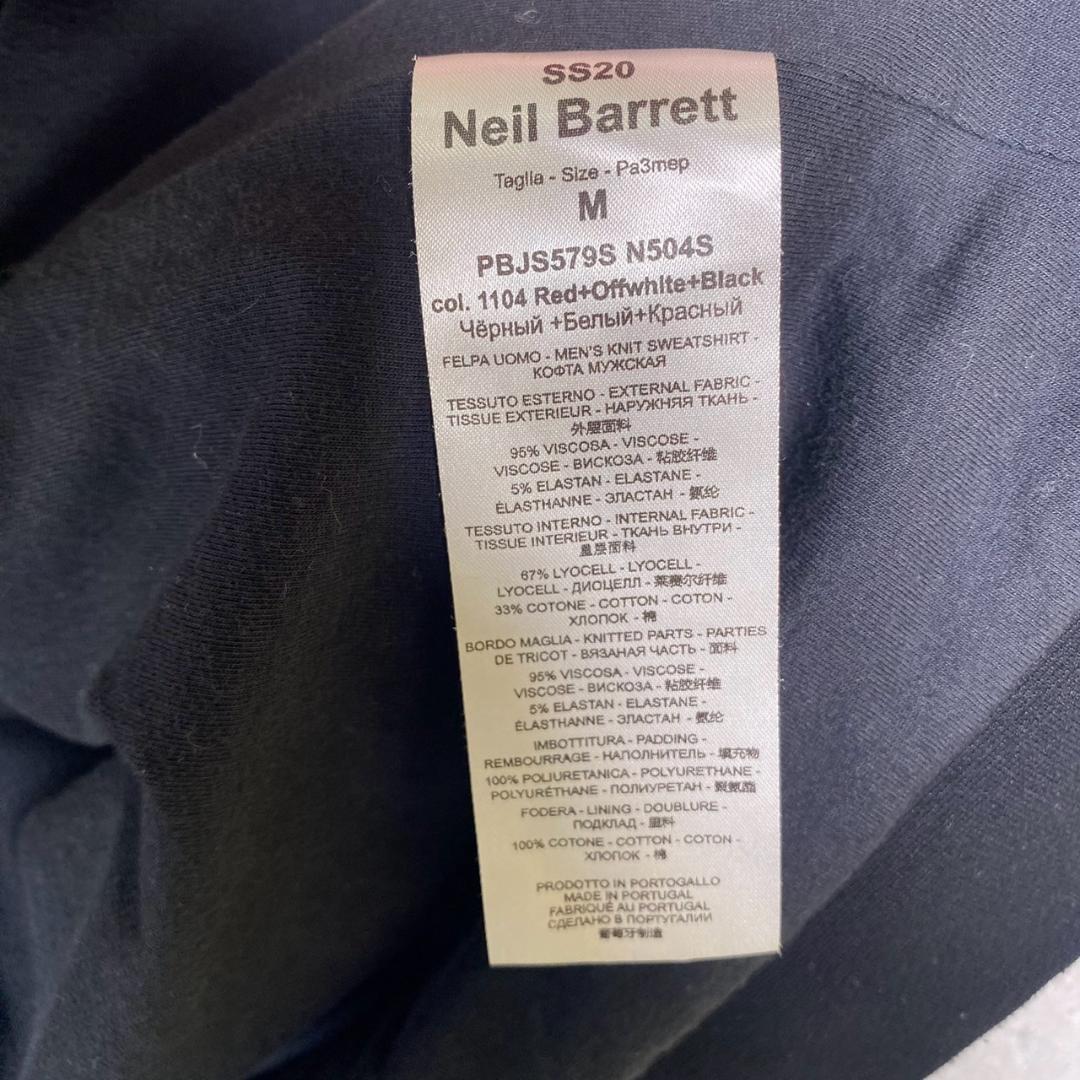 SS20
Neil Barrett
Taglia - Size - Ра3мер
M
PBJS579S N504S
col. 1104 Red+Offwhite+Black
Чёрный +Белый+Красный
FELPA UOMO - MEN'S KNIT SWEATSHIRT -
КОФТА МУЖСКАЯ
TESSUTO ESTERNO - EXTERNAL FABRIC -
TISSUE EXTERIEUR - НАРУЖНЯЯ ТКАНЬ -
外层面料
95% VISCOSA - VISCOSE -
VISCOSE - ВИСКОЗА - 粘胶纤维
5% ELASTAN - ELASTANE -
ÉLASTHANNE - ЭЛАСТАН - 氨纶
TESSUTO INTERNO - INTERNAL FABRIC -
TISSUE INTERIEUR - ТКАНЬ ВНУТРИ -
里层面料
67% LYOCELL - LYOCELL -
LYOCELL - ДИОЦЕЛЛ - 莱赛尔纤维
33% COTONE - COTTON - COTON -
ХЛОПОК - 棉
BORDO MAGLIA - KNITTED PARTS - PARTIES
DE TRICOT - ВЯЗАНАЯ ЧАСТЬ - 面料
95% VISCOSA - VISCOSE -
VISCOSE - ВИСКОЗА - 粘胶纤维
5% ELASTAN - ELASTANE -
ÉLASTHANNE - ЭЛАСТАН - 氨纶
IMBOTTITURA - PADDING -
REMBOURRAGE - НАПОЛНИТЕЛЬ - 填充物
100% POLIURETANICA - POLYURETHANE -
POLYURÉTHANE - ПОЛИУРЕТАН - 聚氨酯
FODERA - LINING - DOUBLURE -
ПОДКЛАД - 里料
100% COTONE - COTTON - COTON -
ХЛОПОК - 棉
PRODOTTO IN PORTOGALLO
MADE IN PORTUGAL
FABRIQUÉ AU PORTUGAL
СДЕЛАНО В ПОРТУГАЛИИ
葡萄牙制造